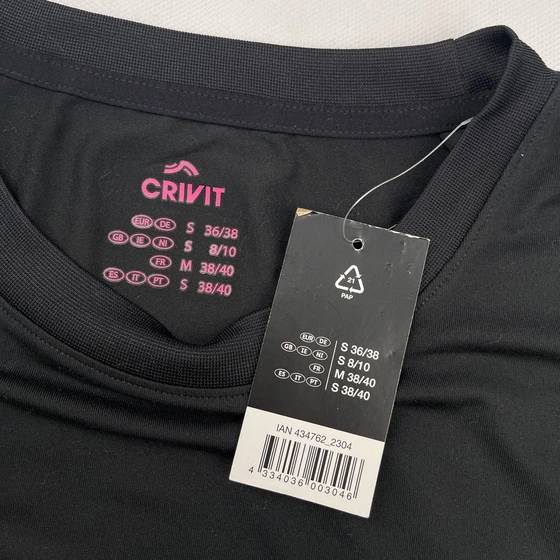 CRIVIT
EUR DE S 36/38
GB IE NI S 8/10
FR M 38/40
ES IT PT S 38/40
21
PAP
EUR DE S 36/38
GB IE NI S 8/10
FR M 38/40
ES IT PT S 38/40
IAN 434762_2304
4 334036 003046